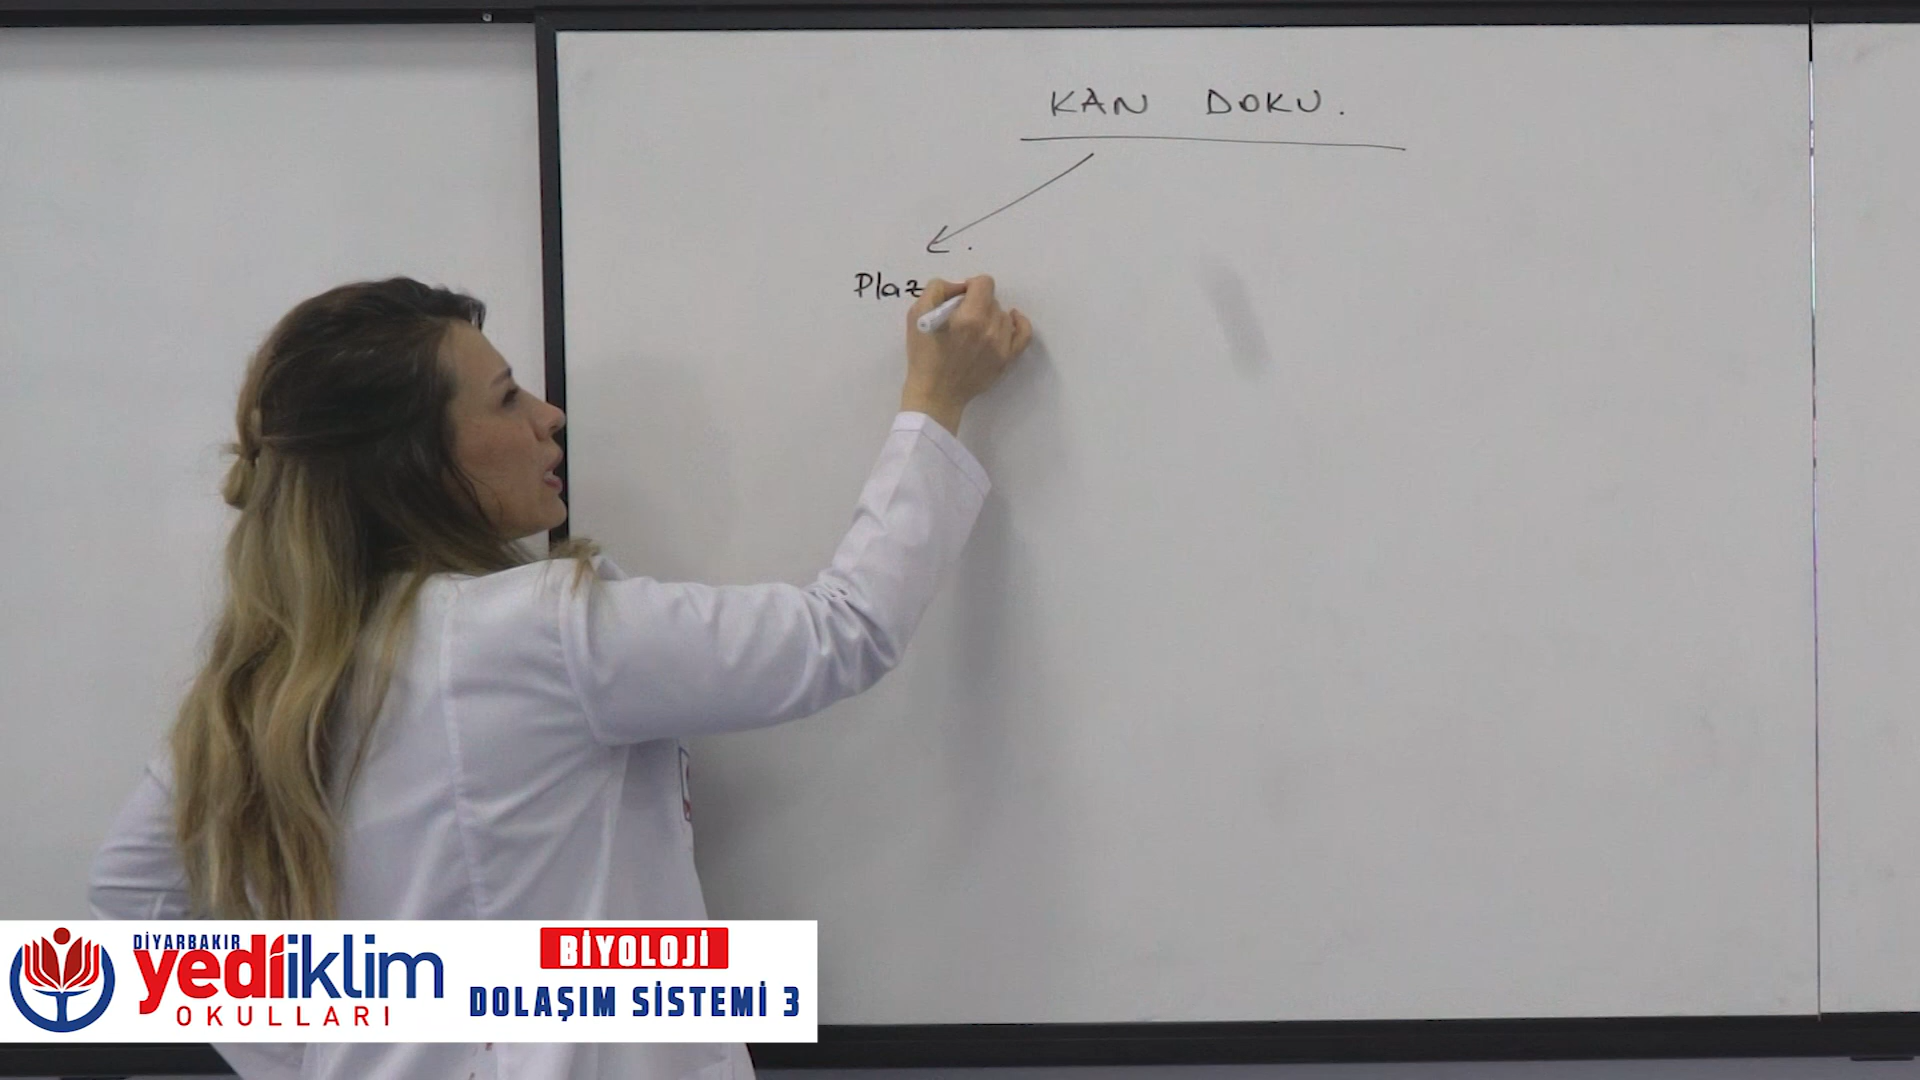 KAN DOKU.
Plaz
DİYARBAKIR
yediiklim
OKULLARI
BİYOLOJİ
DOLAŞIM SİSTEMİ 3